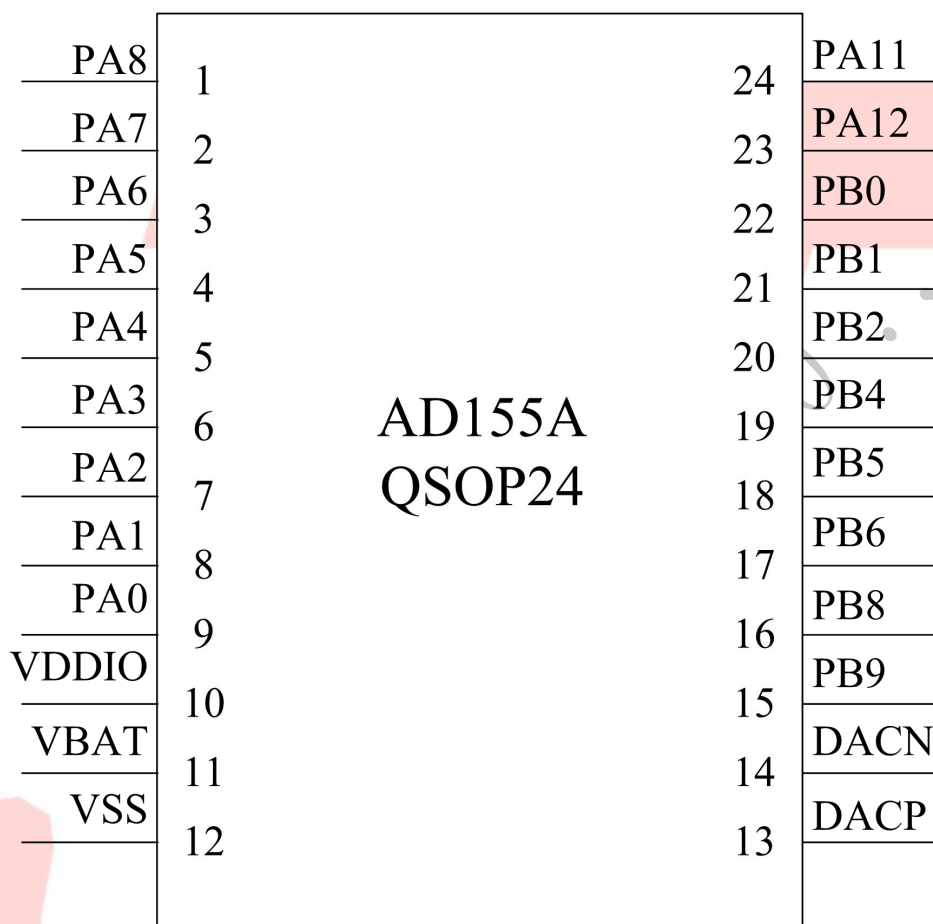 PA8 1 24 PA11
PA7 2 23 PA12
PA6 3 22 PB0
PA5 4 21 PB1
PA4 5 20 PB2
PA3 6 19 PB4
PA2 7 18 PB5
PA1 8 17 PB6
PA0 9 16 PB8
VDDIO 10 15 PB9
VBAT 11 14 DACN
VSS 12 13 DACP
AD155A
QSOP24